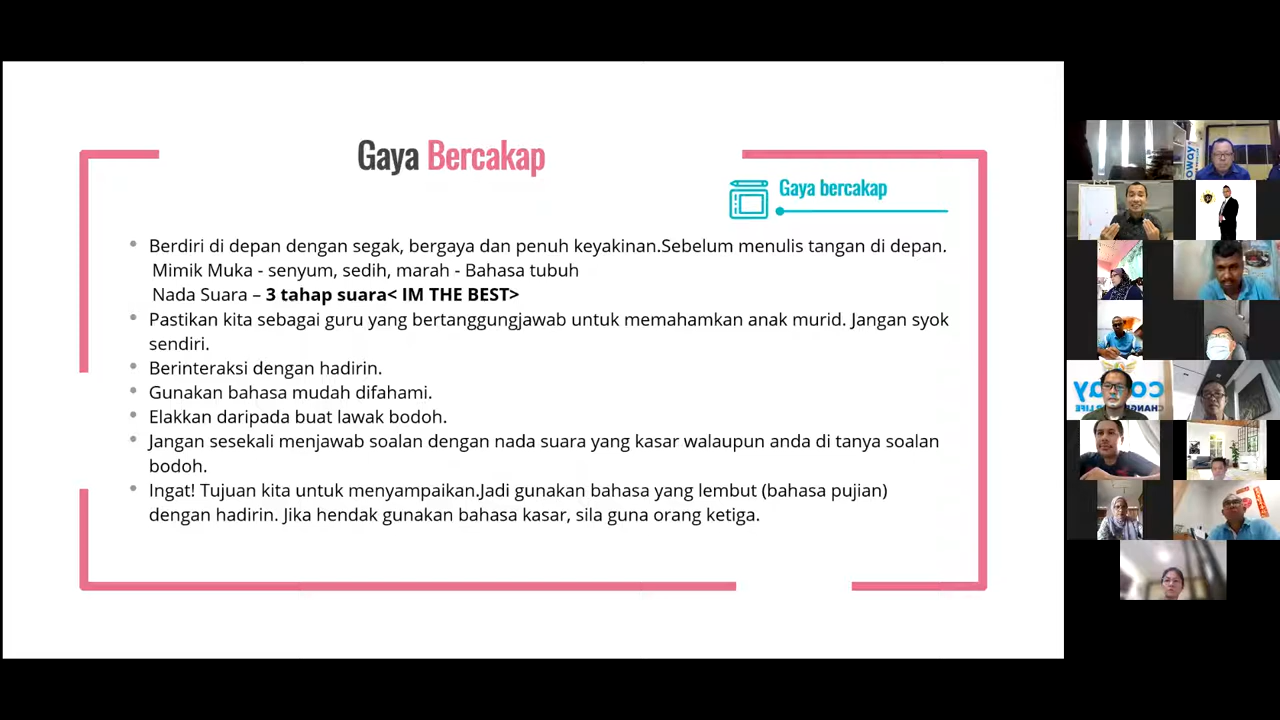 Gaya Bercakap
Gaya bercakap
Berdiri di depan dengan segak, bergaya dan penuh keyakinan.Sebelum menulis tangan di depan.
Mimik Muka - senyum, sedih, marah - Bahasa tubuh
Nada Suara – 3 tahap suara< IM THE BEST>
Pastikan kita sebagai guru yang bertanggungjawab untuk memahamkan anak murid. Jangan syok
sendiri.
Berinteraksi dengan hadirin.
Gunakan bahasa mudah difahami.
Elakkan daripada buat lawak bodoh.
Jangan sesekali menjawab soalan dengan nada suara yang kasar walaupun anda di tanya soalan
bodoh.
Ingat! Tujuan kita untuk menyampaikan.Jadi gunakan bahasa yang lembut (bahasa pujian)
dengan hadirin. Jika hendak gunakan bahasa kasar, sila guna orang ketiga.